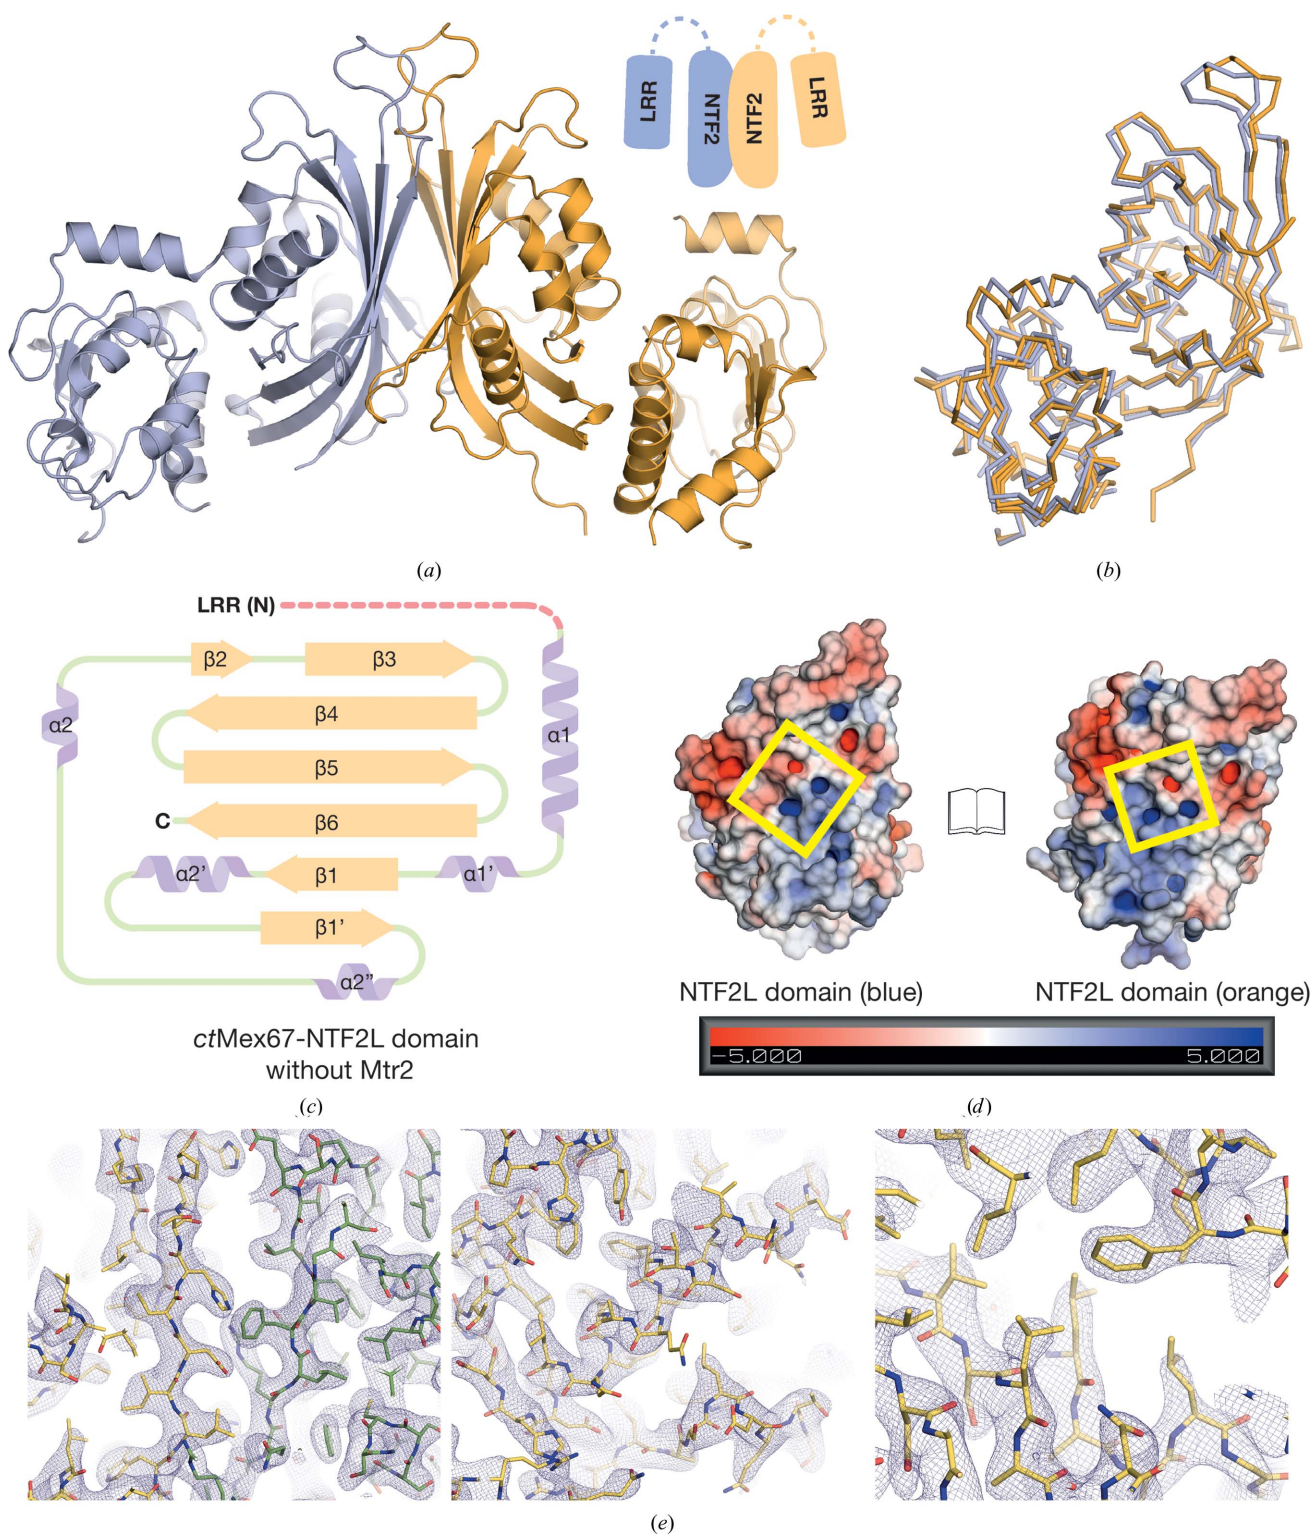 LRR
NTF2
NTF2
LRR
(a)
(b)
LRR (N)
β2
β3
α2
β4
α1
β5
C
β6
α2’
β1
α1’
β1’
α2”
ctMex67-NTF2L domain
without Mtr2
(c)
NTF2L domain (blue)
NTF2L domain (orange)
-5.000
5.000
(d)
(e)